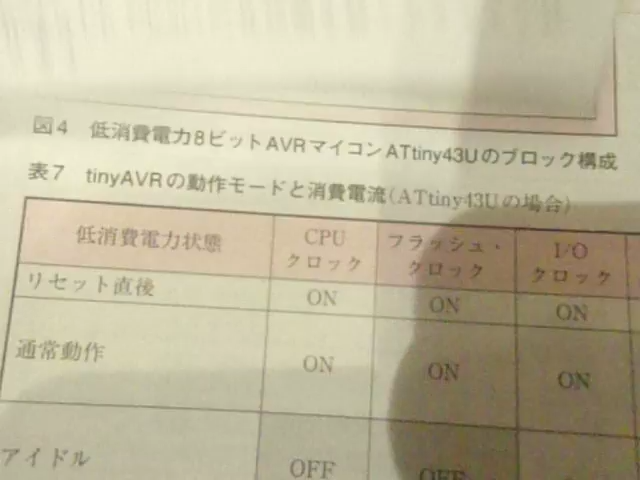 図4 低消費電力8ビットAVRマイコンATtiny43Uのブロック構成
表7 tinyAVRの動作モードと消費電流(ATtiny43Uの場合)
低消費電力状態
CPU
クロック
フラッシュ・
クロック
I/O
クロック
リセット直後 ON ON ON
通常動作 ON ON ON
アイドル OFF OFF